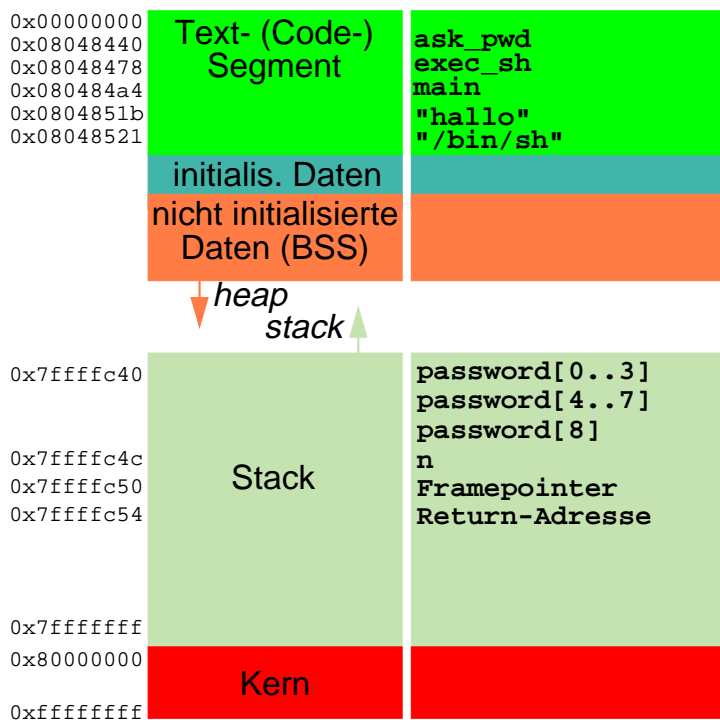 0x00000000
0x08048440
0x08048478
0x080484a4
0x0804851b
0x08048521
Text- (Code-)
Segment
ask_pwd
exec_sh
main
"hallo"
"/bin/sh"
initialis. Daten
nicht initialisierte
Daten (BSS)
heap
stack
0x7ffffc40
0x7ffffc4c
0x7ffffc50
0x7ffffc54
0x7fffffff
Stack
password[0..3]
password[4..7]
password[8]
n
Framepointer
Return-Adresse
0x80000000
0xffffffff
Kern